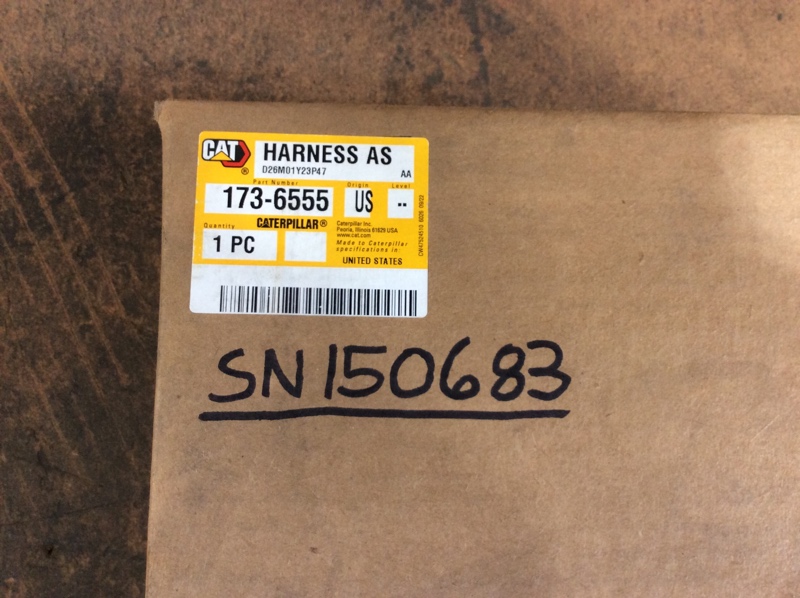 CAT
®
HARNESS AS
D26M01Y23P47
AA
Part Number
Origin
Level
173-6555
US
--
Quantity
CATERPILLAR®
1 PC
Caterpillar Inc.
Peoria, Illinois 61629 USA
www.cat.com
Made to Caterpillar
specifications in:
UNITED STATES
SN150683